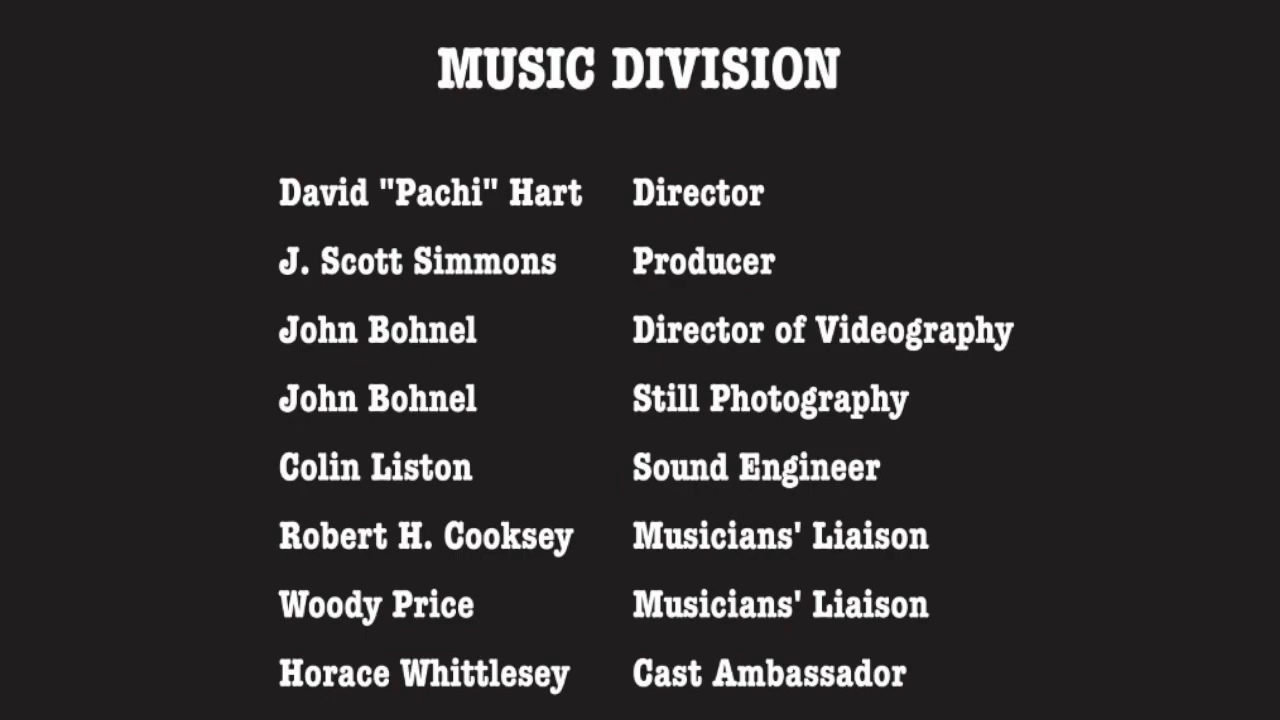 MUSIC DIVISION
David "Pachi" Hart Director
J. Scott Simmons Producer
John Bohnel Director of Videography
John Bohnel Still Photography
Colin Liston Sound Engineer
Robert H. Cooksey Musicians' Liaison
Woody Price Musicians' Liaison
Horace Whittlesey Cast Ambassador